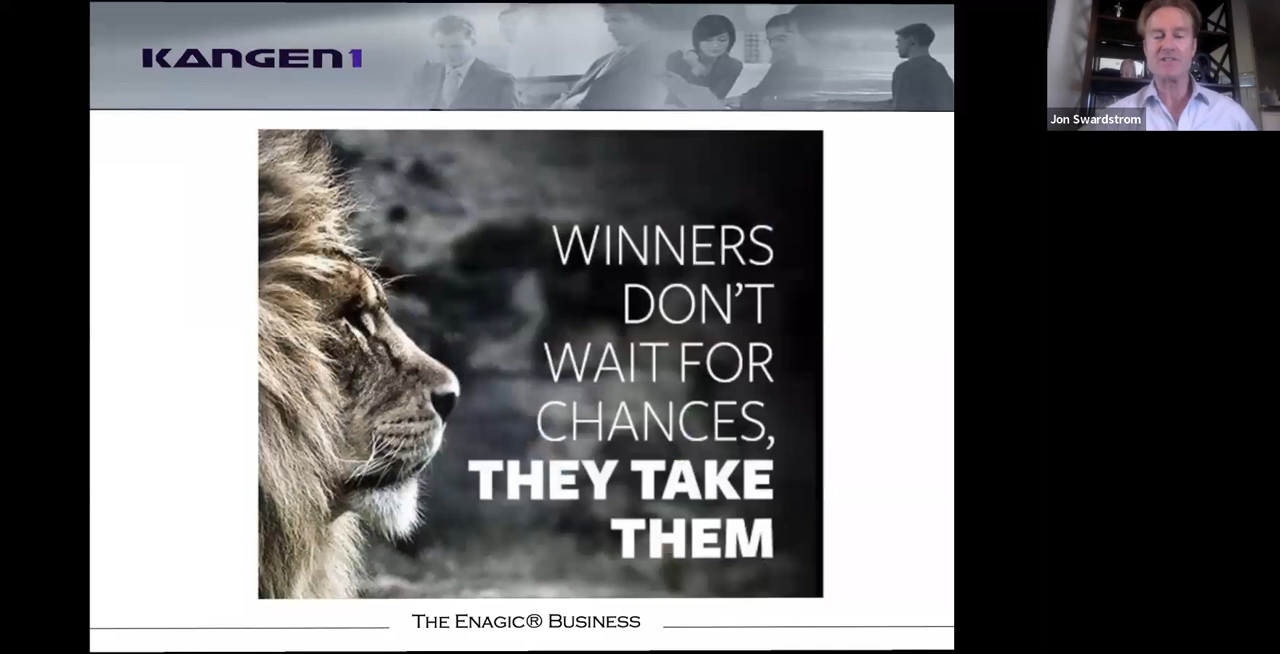 KANGEN1
Jon Swardstrom
WINNERS
DON'T
WAIT FOR
CHANCES,
THEY TAKE
THEM
THE ENAGIC® BUSINESS